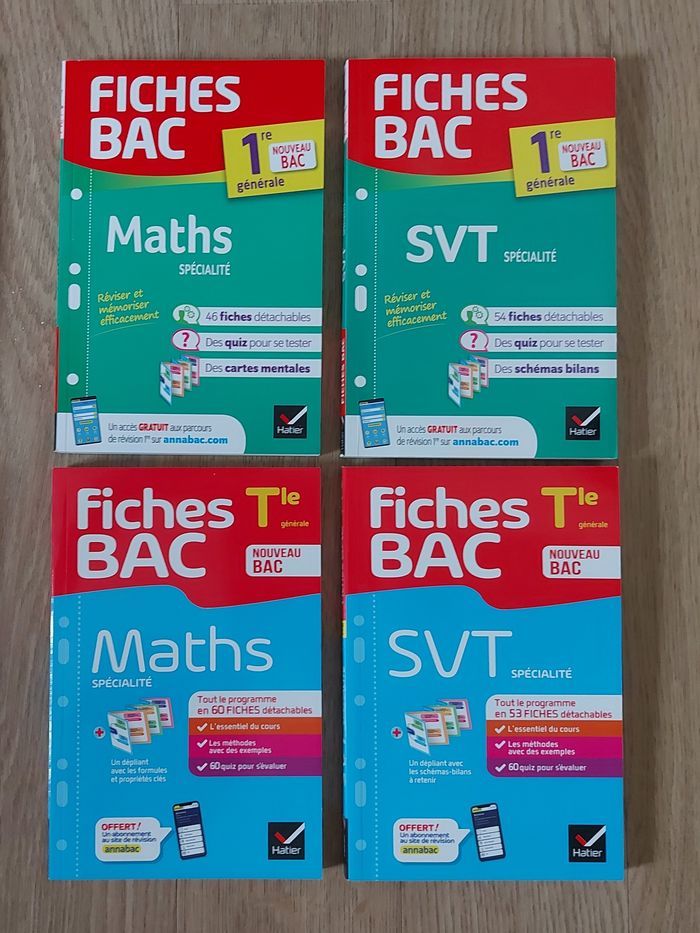 FICHES
BAC
1re
NOUVEAU
BAC
générale
Maths
SPÉCIALITÉ
Réviser et
mémoriser
efficacement
46 fiches détachables
?
Des quiz pour se tester
Des cartes mentales
Un accès GRATUIT aux parcours
de révision 1re sur annabac.com
Hatier
FICHES
BAC
1re
NOUVEAU
BAC
générale
SVT SPÉCIALITÉ
Réviser et
mémoriser
efficacement
54 fiches détachables
?
Des quiz pour se tester
Des schémas bilans
Un accès GRATUIT aux parcours
de révision 1re sur annabac.com
Hatier
FICHES BAC
fiches Tle
générale
BAC
NOUVEAU
BAC
Maths
SPÉCIALITÉ
Tout le programme
en 60 FICHES détachables
L'essentiel du cours
Les méthodes
avec des exemples
60 quiz pour s'évaluer
+
Un dépliant
avec les formules
et propriétés clés
OFFERT !
Un abonnement
au site de révision
annabac
Hatier
fiches Tle
générale
BAC
NOUVEAU
BAC
SVT SPÉCIALITÉ
Tout le programme
en 53 FICHES détachables
L'essentiel du cours
Les méthodes
avec des exemples
60 quiz pour s'évaluer
+
Un dépliant avec
les schémas-bilans
à retenir
OFFERT !
Un abonnement
au site de révision
annabac
Hatier